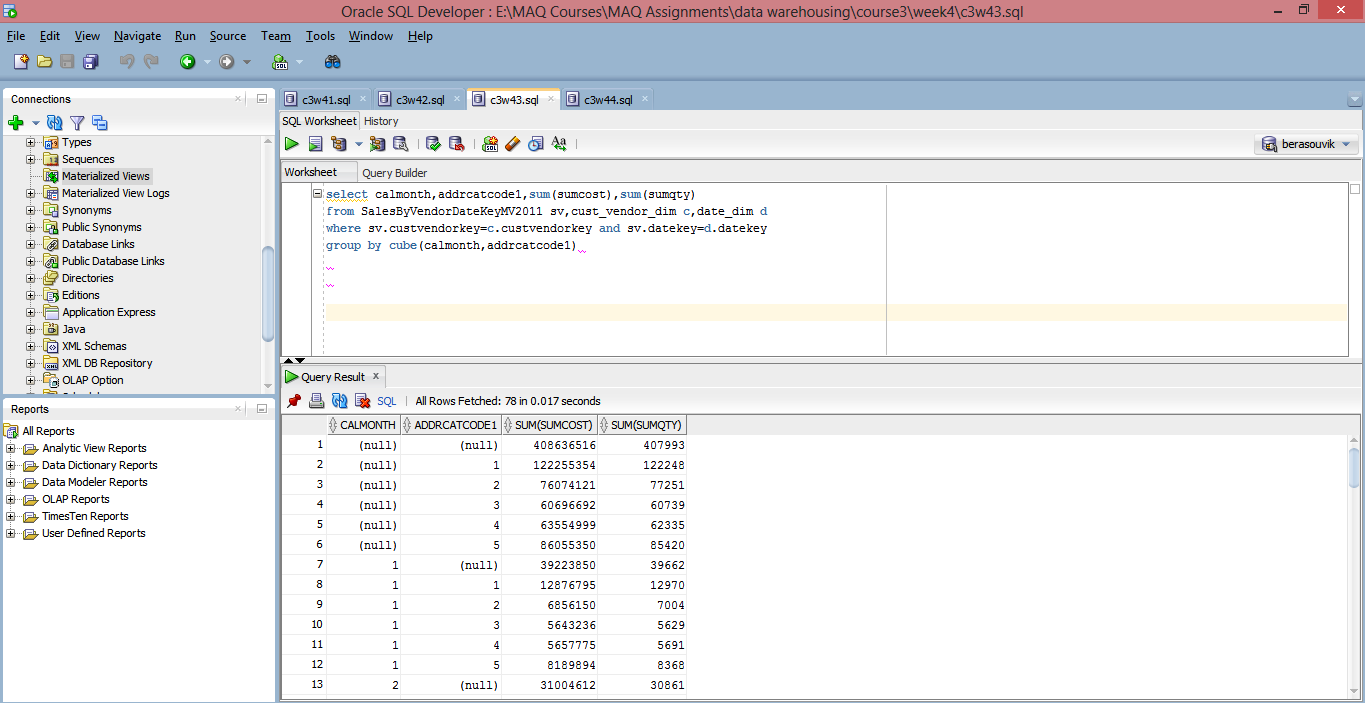 Oracle SQL Developer : E:\MAQ Courses\MAQ Assignments\data warehousing\course3\week4\c3w43.sql
File Edit View Navigate Run Source Team Tools Window Help
Connections
Types
Sequences
Materialized Views
Materialized View Logs
Synonyms
Public Synonyms
Database Links
Public Database Links
Directories
Editions
Application Express
Java
XML Schemas
XML DB Repository
OLAP Option
Reports
All Reports
Analytic View Reports
Data Dictionary Reports
Data Modeler Reports
OLAP Reports
TimesTen Reports
User Defined Reports
c3w41.sql c3w42.sql c3w43.sql c3w44.sql
SQL Worksheet History
berasouvik
Worksheet Query Builder
select calmonth,addrcatcode1,sum(sumcost),sum(sumqty)
from SalesByVendorDateKeyMV2011 sv,cust_vendor_dim c,date_dim d
where sv.custvendorkey=c.custvendorkey and sv.datekey=d.datekey
group by cube(calmonth,addrcatcode1)
Query Result
SQL | All Rows Fetched: 78 in 0.017 seconds
CALMONTH ADDRCATCODE1 SUM(SUMCOST) SUM(SUMQTY)
1 (null) (null) 408636516 407993
2 (null) 1 122255354 122248
3 (null) 2 76074121 77251
4 (null) 3 60696692 60739
5 (null) 4 63554999 62335
6 (null) 5 86055350 85420
7 1 (null) 39223850 39662
8 1 1 12876795 12970
9 1 2 6856150 7004
10 1 3 5643236 5629
11 1 4 5657775 5691
12 1 5 8189894 8368
13 2 (null) 31004612 30861